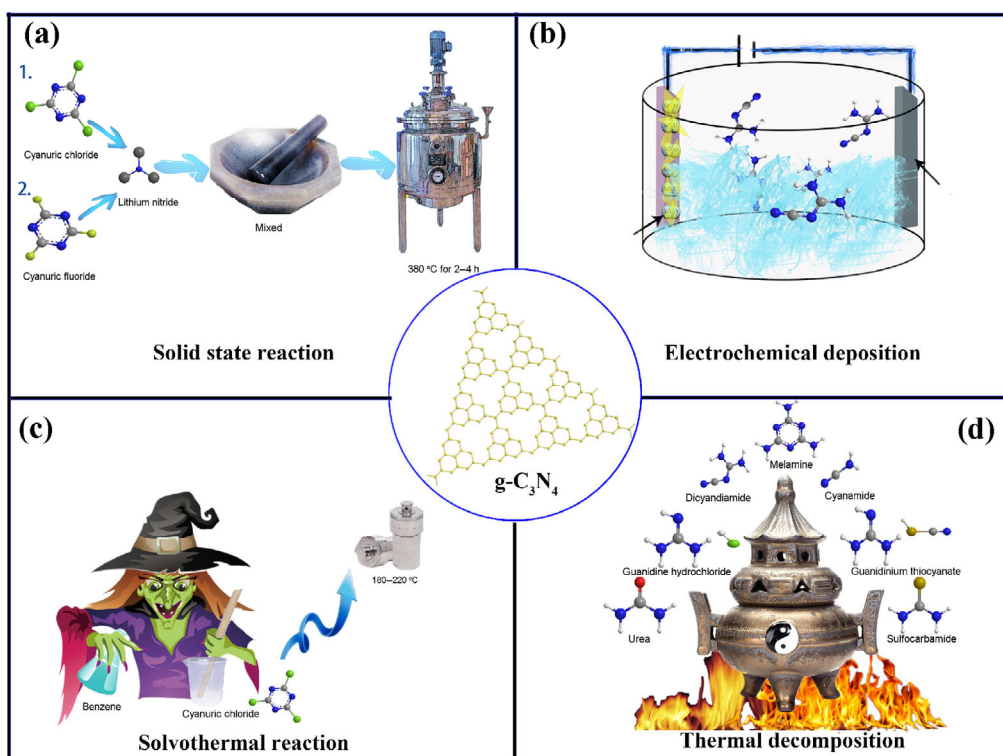 (a)
1.
Cyanuric chloride
2.
Lithium nitride
Cyanuric fluoride
Mixed
380 °C for 2–4 h
Solid state reaction
(b)
Electrochemical deposition
g-C₃N₄
(c)
180–220 °C
Benzene
Cyanuric chloride
Solvothermal reaction
(d)
Melamine
Dicyandiamide
Cyanamide
Guanidine hydrochloride
Guanidinium thiocyanate
Urea
Sulfocarbamide
Thermal decomposition